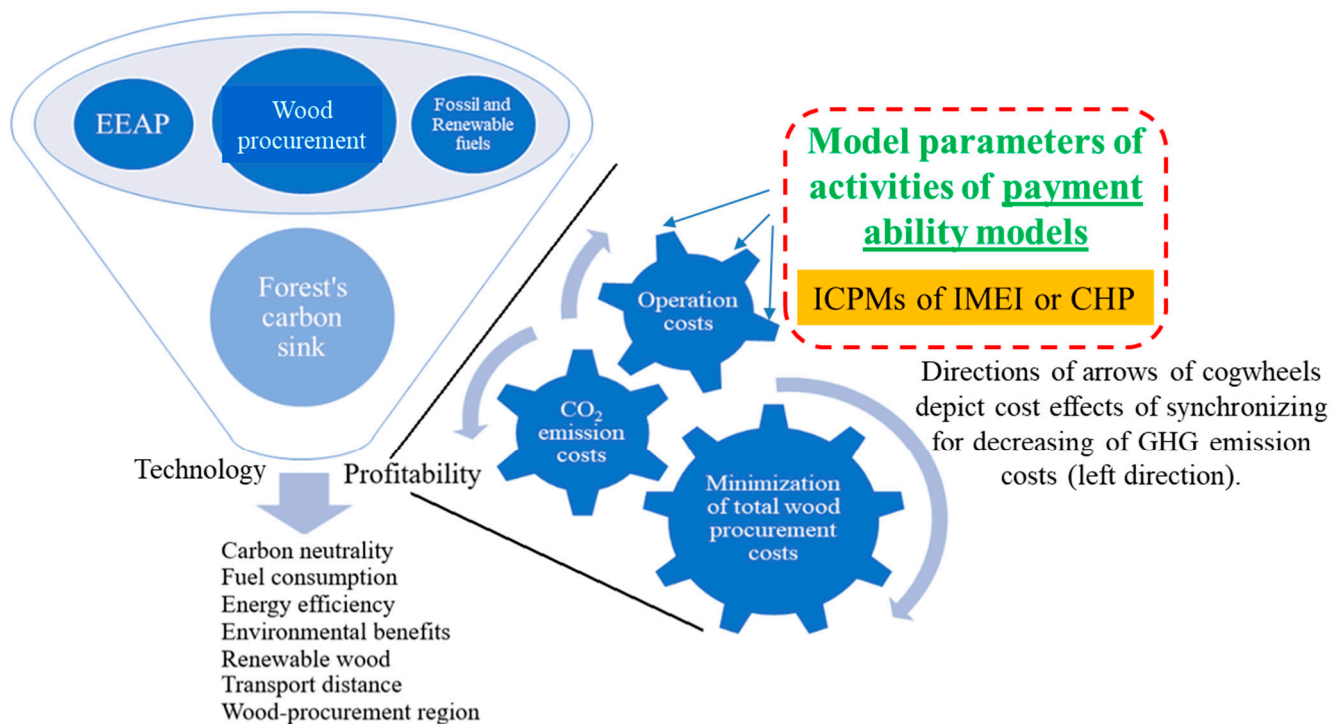 EEAP
Wood
procurement
Fossil and
Renewable
fuels
Forest's
carbon
sink
Technology
Profitability
Carbon neutrality
Fuel consumption
Energy efficiency
Environmental benefits
Renewable wood
Transport distance
Wood-procurement region
Operation
costs
CO₂
emission
costs
Minimization
of total wood
procurement
costs
Model parameters of
activities of payment
ability models
ICPMs of IMEI or CHP
Directions of arrows of cogwheels
depict cost effects of synchronizing
for decreasing of GHG emission
costs (left direction).